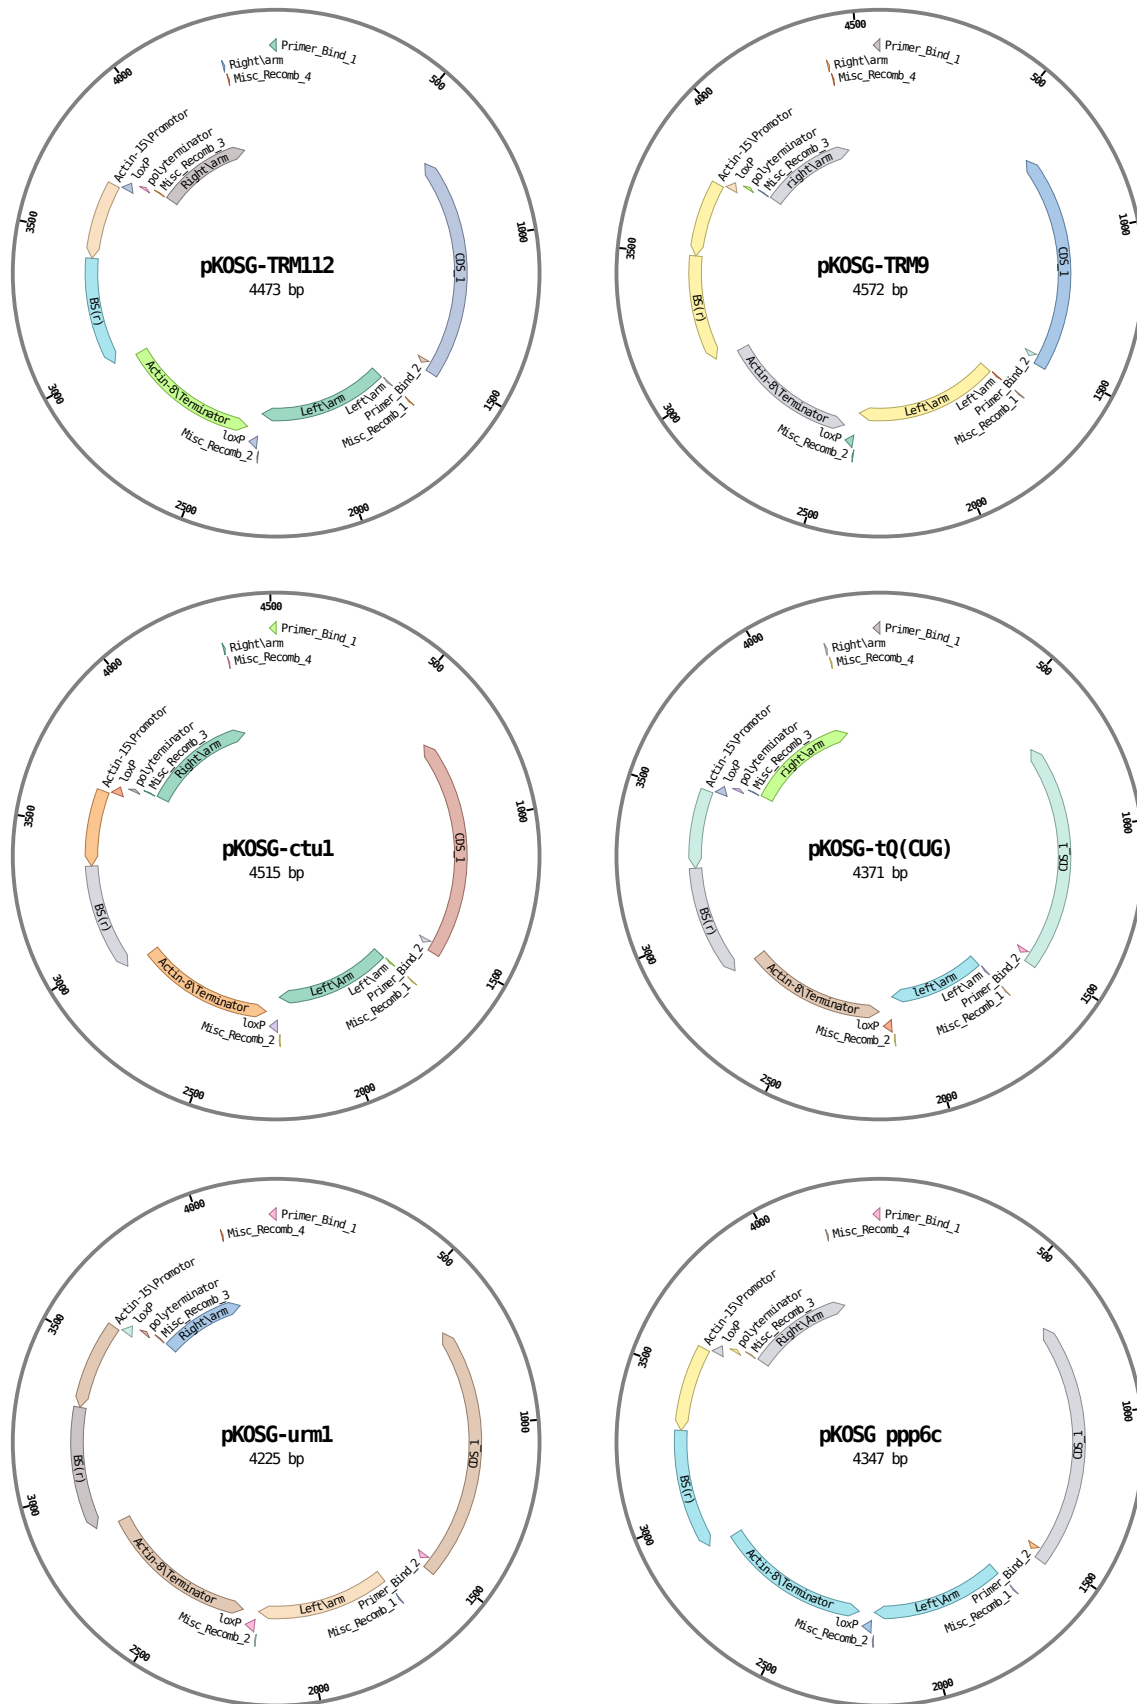 Primer_Bind_1
Right\arm
Misc_Recomb_4
4000
500
Actin-15\Promotor
loxP
polyterminator
Misc_Recomb_3
Right\arm
3500
1000
CDS_1
pKOSG-TRM112
4473 bp
BS(r)
3000
Actin-8\Terminator
Left\arm
Left\arm
Primer_Bind_2
Misc_Recomb_1
1500
loxP
Misc_Recomb_2
2500
2000
4500
Primer_Bind_1
Right\arm
Misc_Recomb_4
4000
500
Actin-15\Promotor
loxP
polyterminator
Misc_Recomb_3
right\arm
3500
1000
CDS_1
pKOSG-TRM9
4572 bp
BS(r)
3000
Actin-8\Terminator
Left\arm
Left\arm
Primer_Bind_2
Misc_Recomb_1
1500
loxP
Misc_Recomb_2
2500
2000
4500
Primer_Bind_1
Right\arm
Misc_Recomb_4
4000
500
Actin-15\Promotor
loxP
polyterminator
Misc_Recomb_3
Right\arm
3500
1000
CDS_1
pKOSG-ctu1
4515 bp
BS(r)
3000
Actin-8\Terminator
Left\Arm
Left\arm
Primer_Bind_2
Misc_Recomb_1
1500
loxP
Misc_Recomb_2
2500
2000
Primer_Bind_1
Right\arm
Misc_Recomb_4
4000
500
Actin-15\Promotor
loxP
polyterminator
Misc_Recomb_3
right\arm
3500
1000
CDS_1
pKOSG-tQ(CUG)
4371 bp
BS(r)
3000
Actin-8\Terminator
left\arm
Left\arm
Primer_Bind_2
Misc_Recomb_1
1500
loxP
Misc_Recomb_2
2500
2000
4000
Primer_Bind_1
Misc_Recomb_4
500
Actin-15\Promotor
loxP
polyterminator
Misc_Recomb_3
Right\arm
3500
1000
CDS_1
pKOSG-urm1
4225 bp
BS(r)
3000
Actin-8\Terminator
Left\arm
Primer_Bind_2
Misc_Recomb_1
1500
loxP
Misc_Recomb_2
2500
2000
4000
Primer_Bind_1
Misc_Recomb_4
500
Actin-15\Promotor
loxP
polyterminator
Misc_Recomb_3
Right\Arm
3500
1000
CDS_1
pKOSG ppp6c
4347 bp
BS(r)
3000
Actin-8\Terminator
Left\Arm
Primer_Bind_2
Misc_Recomb_1
1500
loxP
Misc_Recomb_2
2500
2000